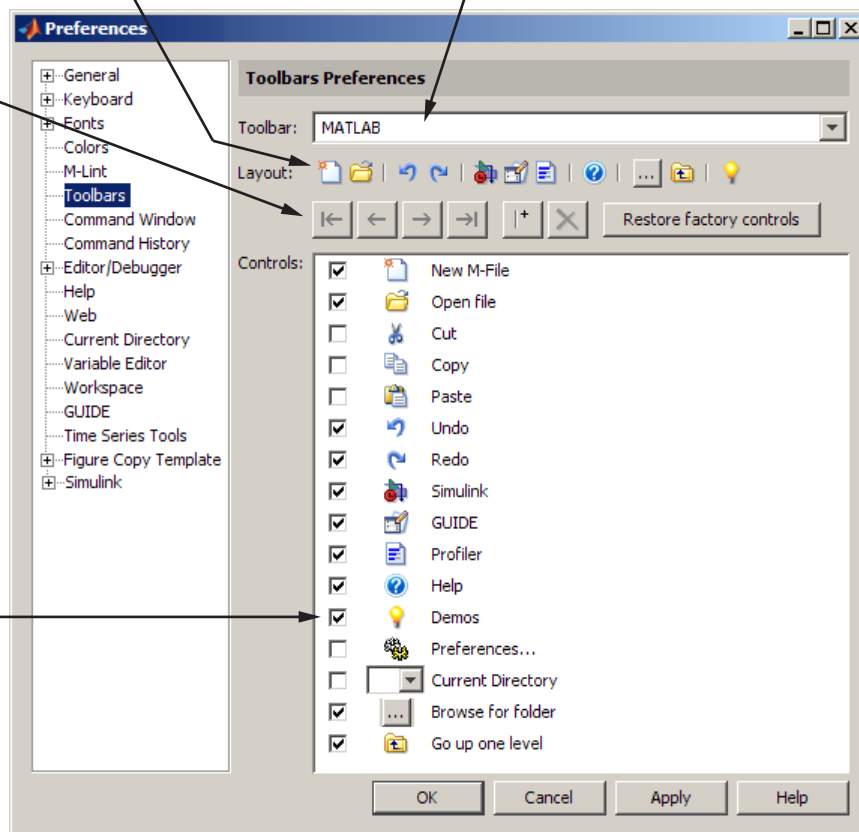 Preferences
General
Keyboard
Fonts
Colors
M-Lint
Toolbars
Command Window
Command History
Editor/Debugger
Help
Web
Current Directory
Variable Editor
Workspace
GUIDE
Time Series Tools
Figure Copy Template
Simulink
Toolbars Preferences
Toolbar: MATLAB
Layout:
Restore factory controls
Controls:
New M-File
Open file
Cut
Copy
Paste
Undo
Redo
Simulink
GUIDE
Profiler
Help
Demos
Preferences...
Current Directory
... Browse for folder
Go up one level
OK Cancel Apply Help